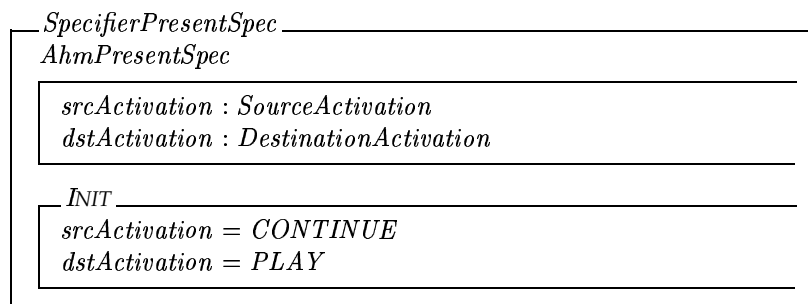 SpecifierPresentSpec
AhmPresentSpec
srcActivation : SourceActivation
dstActivation : DestinationActivation
INIT
srcActivation = CONTINUE
dstActivation = PLAY